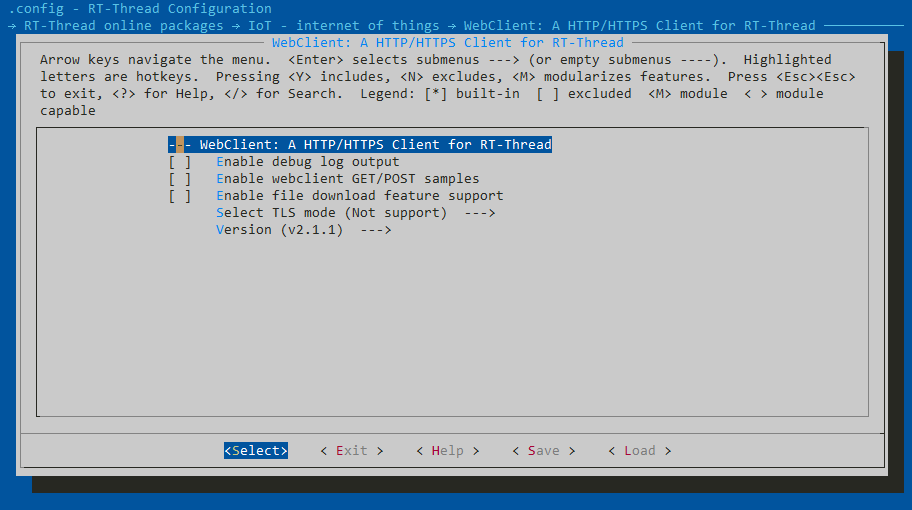 .config - RT-Thread Configuration
→ RT-Thread online packages → IoT - internet of things → WebClient: A HTTP/HTTPS Client for RT-Thread
WebClient: A HTTP/HTTPS Client for RT-Thread
Arrow keys navigate the menu.  <Enter> selects submenus ---> (or empty submenus ----).  Highlighted
letters are hotkeys.  Pressing <Y> includes, <N> excludes, <M> modularizes features.  Press <Esc><Esc>
to exit, <?> for Help, </> for Search.  Legend: [*] built-in  [ ] excluded  <M> module  < > module
capable
--- WebClient: A HTTP/HTTPS Client for RT-Thread
[ ]   Enable debug log output
[ ]   Enable webclient GET/POST samples
[ ]   Enable file download feature support
Select TLS mode (Not support)  --->
Version (v2.1.1)  --->
<Select>    < Exit >    < Help >    < Save >    < Load >